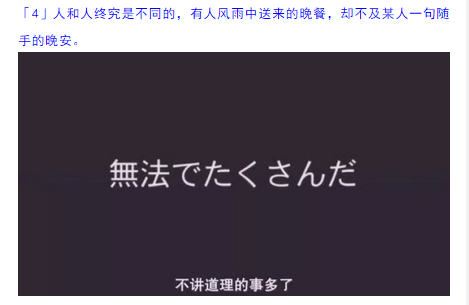 「4」人和人终究是不同的，有人风雨中送来的晚餐，却不及某人一句随
手的晚安。
無法でたくさんだ
不讲道理的事多了